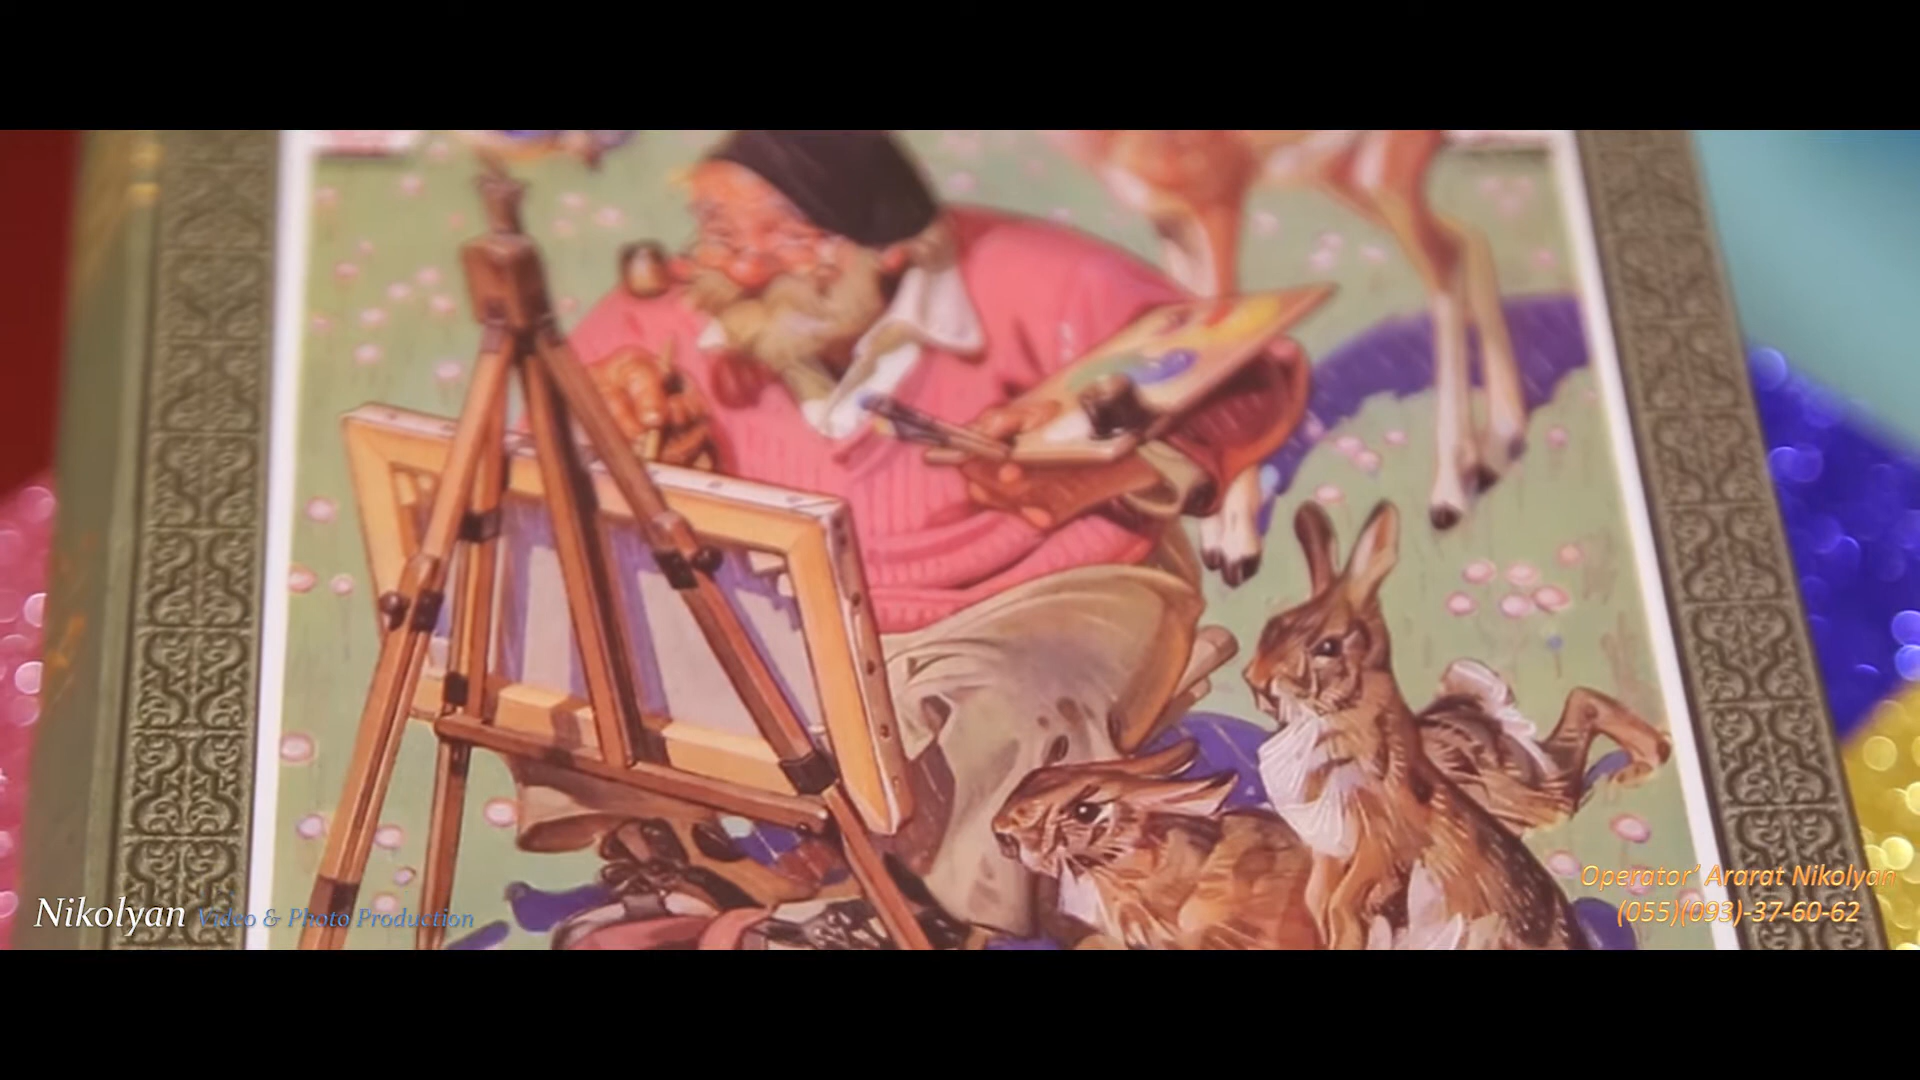 Nikolyan Video & Photo Production
Operator' Ararat Nikolyan
(055)(093)-37-60-62